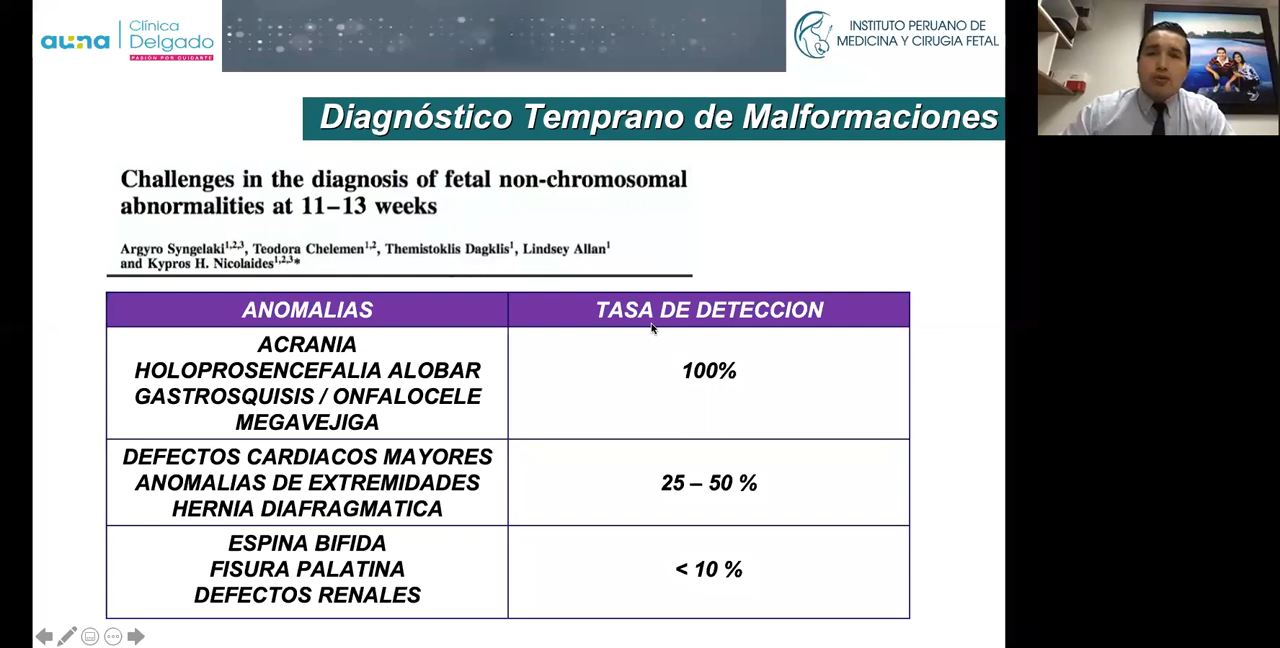 auna
Clínica
Delgado
PASIÓN POR CUIDARTE
INSTITUTO PERUANO DE
MEDICINA Y CIRUGIA FETAL
Diagnóstico Temprano de Malformaciones
Challenges in the diagnosis of fetal non-chromosomal
abnormalities at 11–13 weeks
Argyro Syngelaki1,2,3, Teodora Chelemen1,2, Themistoklis Dagklis1, Lindsey Allan1
and Kypros H. Nicolaides1,2,3*
ANOMALIAS
TASA DE DETECCION
ACRANIA
HOLOPROSENCEFALIA ALOBAR
GASTROSQUISIS / ONFALOCELE
MEGAVEJIGA
100%
DEFECTOS CARDIACOS MAYORES
ANOMALIAS DE EXTREMIDADES
HERNIA DIAFRAGMATICA
25 – 50 %
ESPINA BIFIDA
FISURA PALATINA
DEFECTOS RENALES
< 10 %